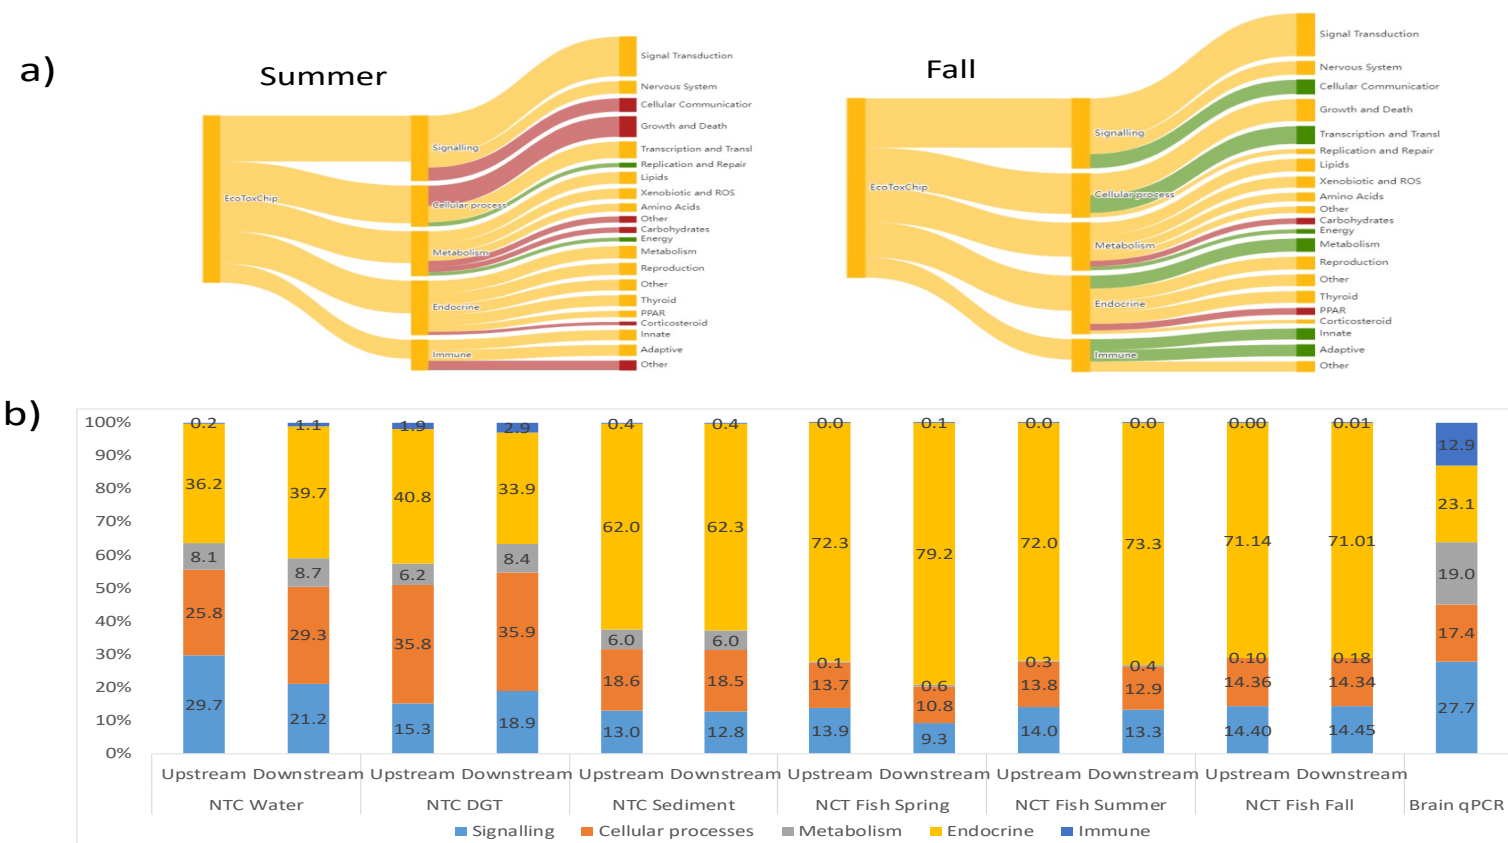 a)
Summer
EcoToxChip
Signalling
Cellular process
Metabolism
Endocrine
Immune
Signal Transduction
Nervous System
Cellular Communicatior
Growth and Death
Transcription and Transl
Replication and Repair
Lipids
Xenobiotic and ROS
Amino Acids
Other
Carbohydrates
Energy
Metabolism
Reproduction
Other
Thyroid
PPAR
Corticosteroid
Innate
Adaptive
Other
Fall
EcoToxChip
Signalling
Cellular process
Metabolism
Endocrine
Immune
Signal Transduction
Nervous System
Cellular Communicatior
Growth and Death
Transcription and Transl
Replication and Repair
Lipids
Xenobiotic and ROS
Amino Acids
Other
Carbohydrates
Energy
Metabolism
Reproduction
Other
Thyroid
PPAR
Corticosteroid
Innate
Adaptive
Other
b)
100%
90%
80%
70%
60%
50%
40%
30%
20%
10%
0%
0.2 1.1 1.9 2.9 0.4 0.4 0.0 0.1 0.0 0.0 0.00 0.01 12.9
36.2 39.7 40.8 33.9 62.0 62.3 72.3 79.2 72.0 73.3 71.14 71.01 23.1
8.1 8.7 6.2 8.4 6.0 6.0 0.1 0.6 0.3 0.4 0.10 0.18 19.0
25.8 29.3 35.8 35.9 18.6 18.5 13.7 10.8 13.8 12.9 14.36 14.34 17.4
29.7 21.2 15.3 18.9 13.0 12.8 13.9 9.3 14.0 13.3 14.40 14.45 27.7
Upstream Downstream Upstream Downstream Upstream Downstream Upstream Downstream Upstream Downstream Upstream Downstream
NTC Water NTC DGT NTC Sediment NCT Fish Spring NCT Fish Summer NCT Fish Fall Brain qPCR
Signalling Cellular processes Metabolism Endocrine Immune